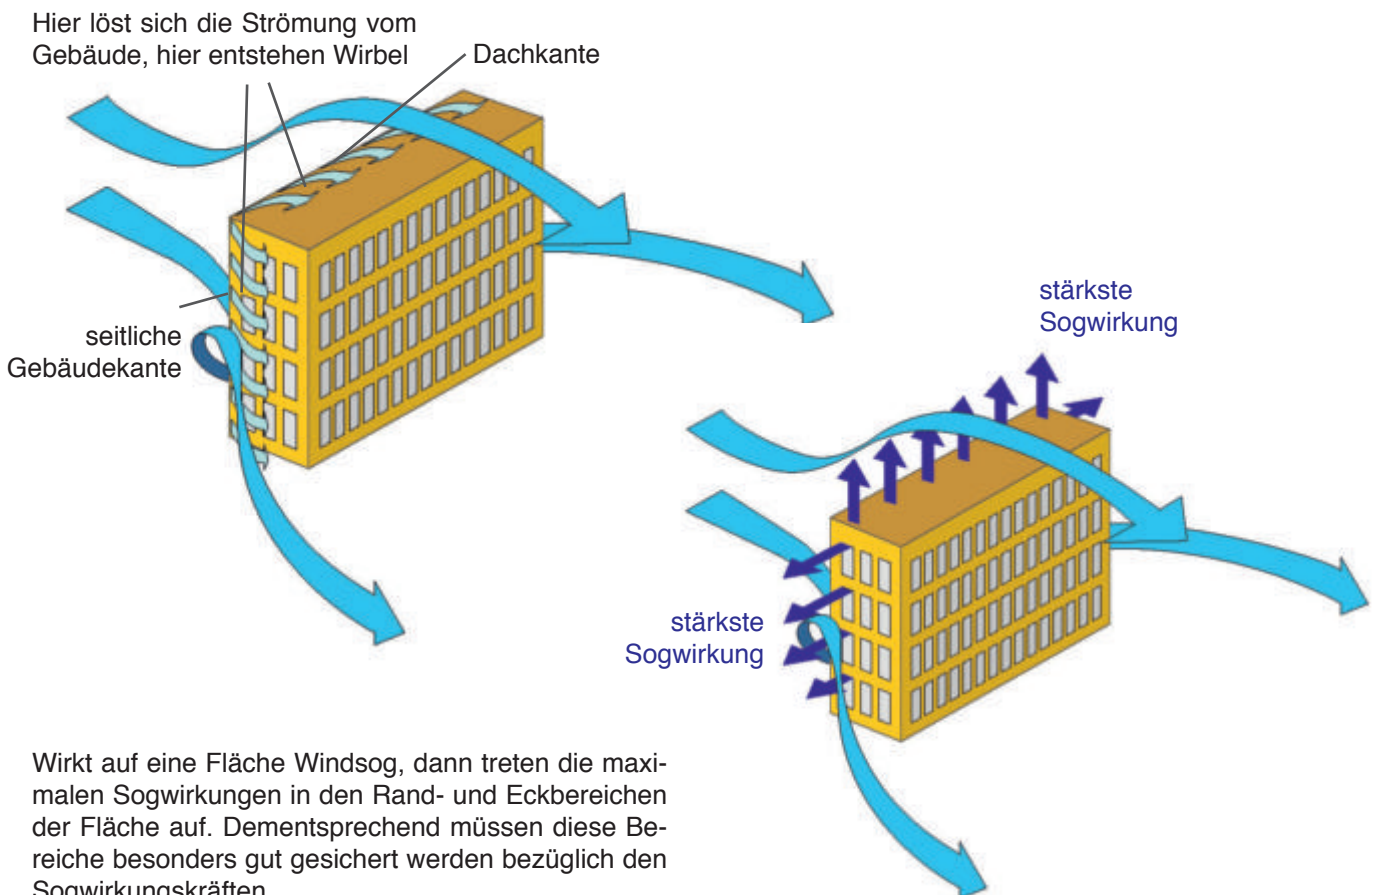 Hier löst sich die Strömung vom
Gebäude, hier entstehen Wirbel
Dachkante
seitliche
Gebäudekante
stärkste
Sogwirkung
stärkste
Sogwirkung
Wirkt auf eine Fläche Windsog, dann treten die maxi-
malen Sogwirkungen in den Rand- und Eckbereichen
der Fläche auf. Dementsprechend müssen diese Be-
reiche besonders gut gesichert werden bezüglich den
Sogwirkungskräften